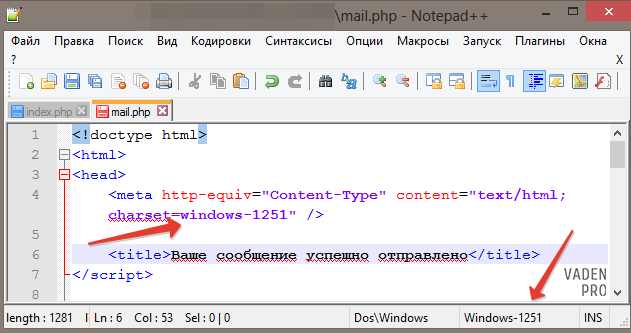 \mail.php - Notepad++
Файл Правка Поиск Вид Кодировки Синтаксисы Опции Макросы Запуск Плагины Окна
? X
index.php mail.php
1 <!doctype html>
2 <html>
3 <head>
4 <meta http-equiv="Content-Type" content="text/html;
charset=windows-1251" />
5
6 <title>Ваше сообщение успешно отправлено</title>
7 </script>
8
VADEN
PRO
length : 1281 l Ln : 6 Col : 53 Sel : 0 | 0 Dos\Windows Windows-1251 INS